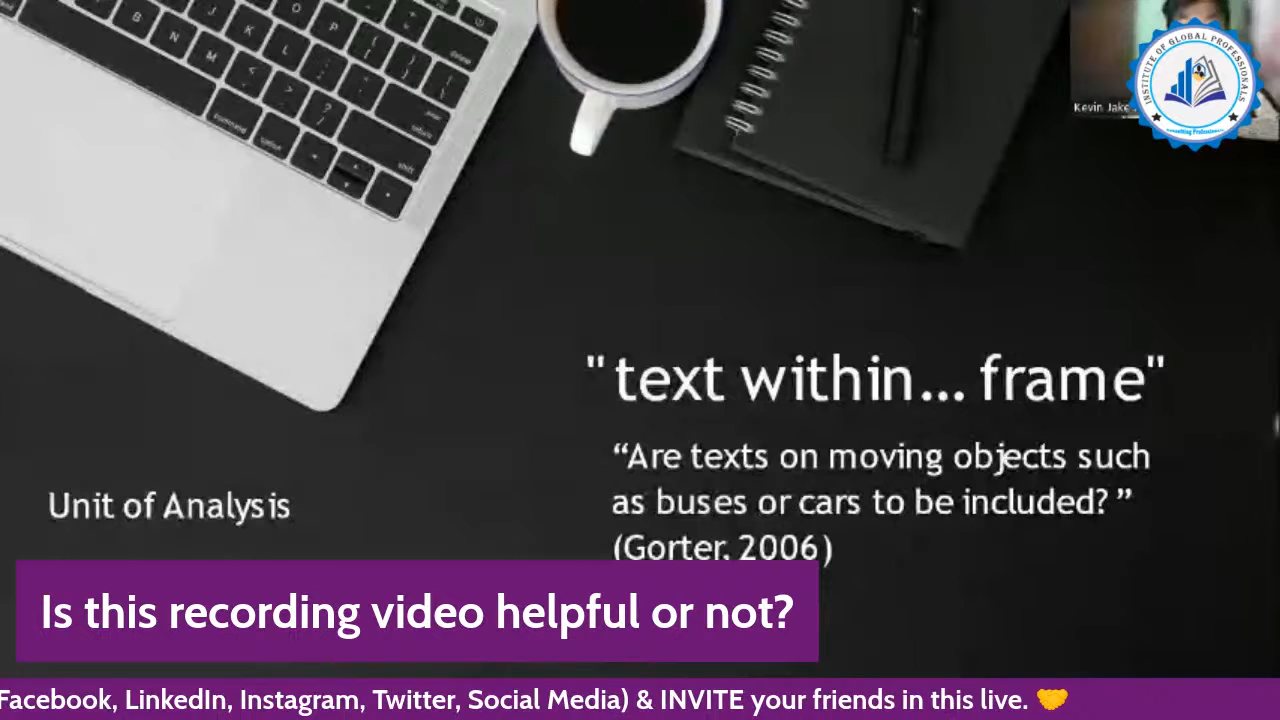 INSTITUTE OF GLOBAL PROFESSIONALS
Kevin Jake
"text within... frame"
“Are texts on moving objects such
as buses or cars to be included?”
(Gorter, 2006)
Unit of Analysis
Is this recording video helpful or not?
Facebook, LinkedIn, Instagram, Twitter, Social Media) & INVITE your friends in this live. 🤝